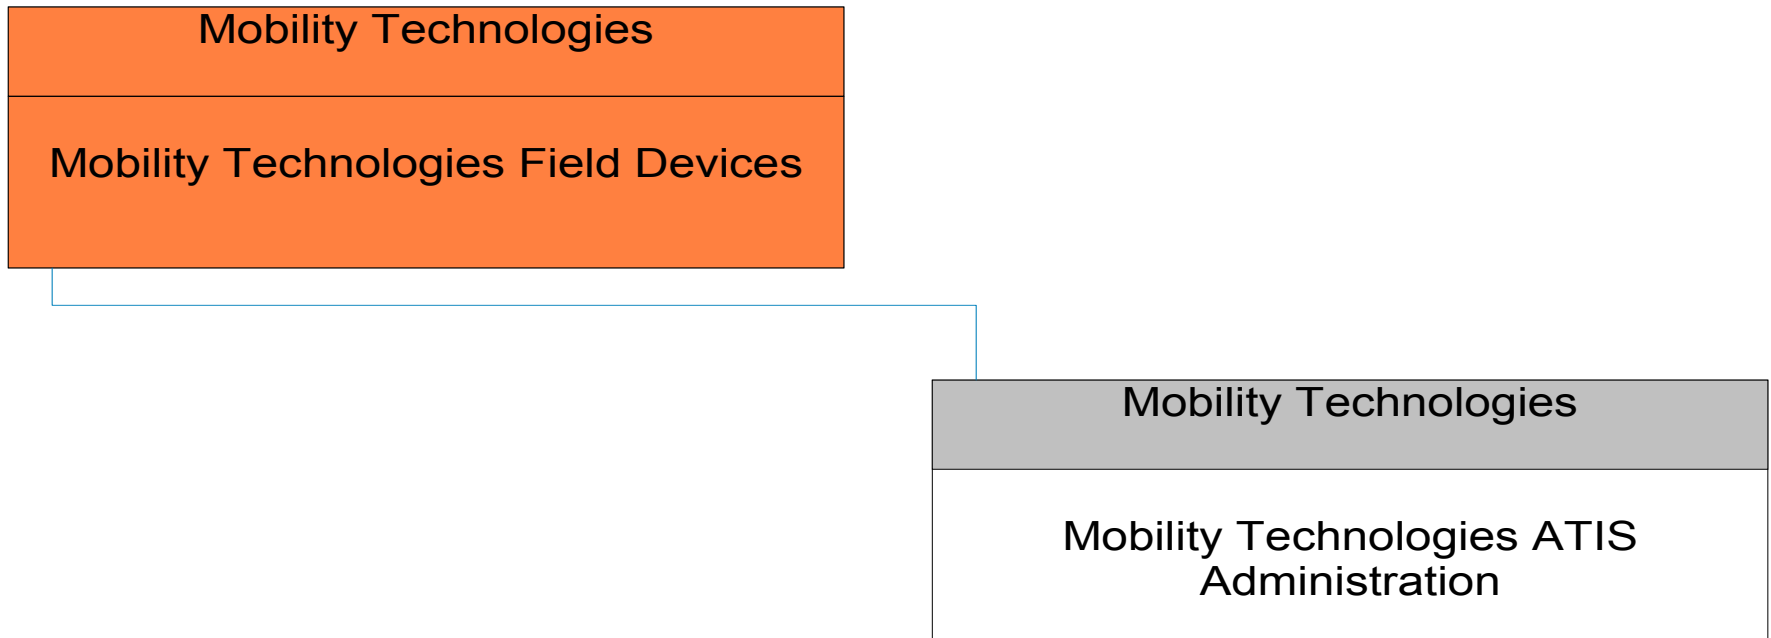 Mobility Technologies
Mobility Technologies Field Devices
Mobility Technologies
Mobility Technologies ATIS
Administration